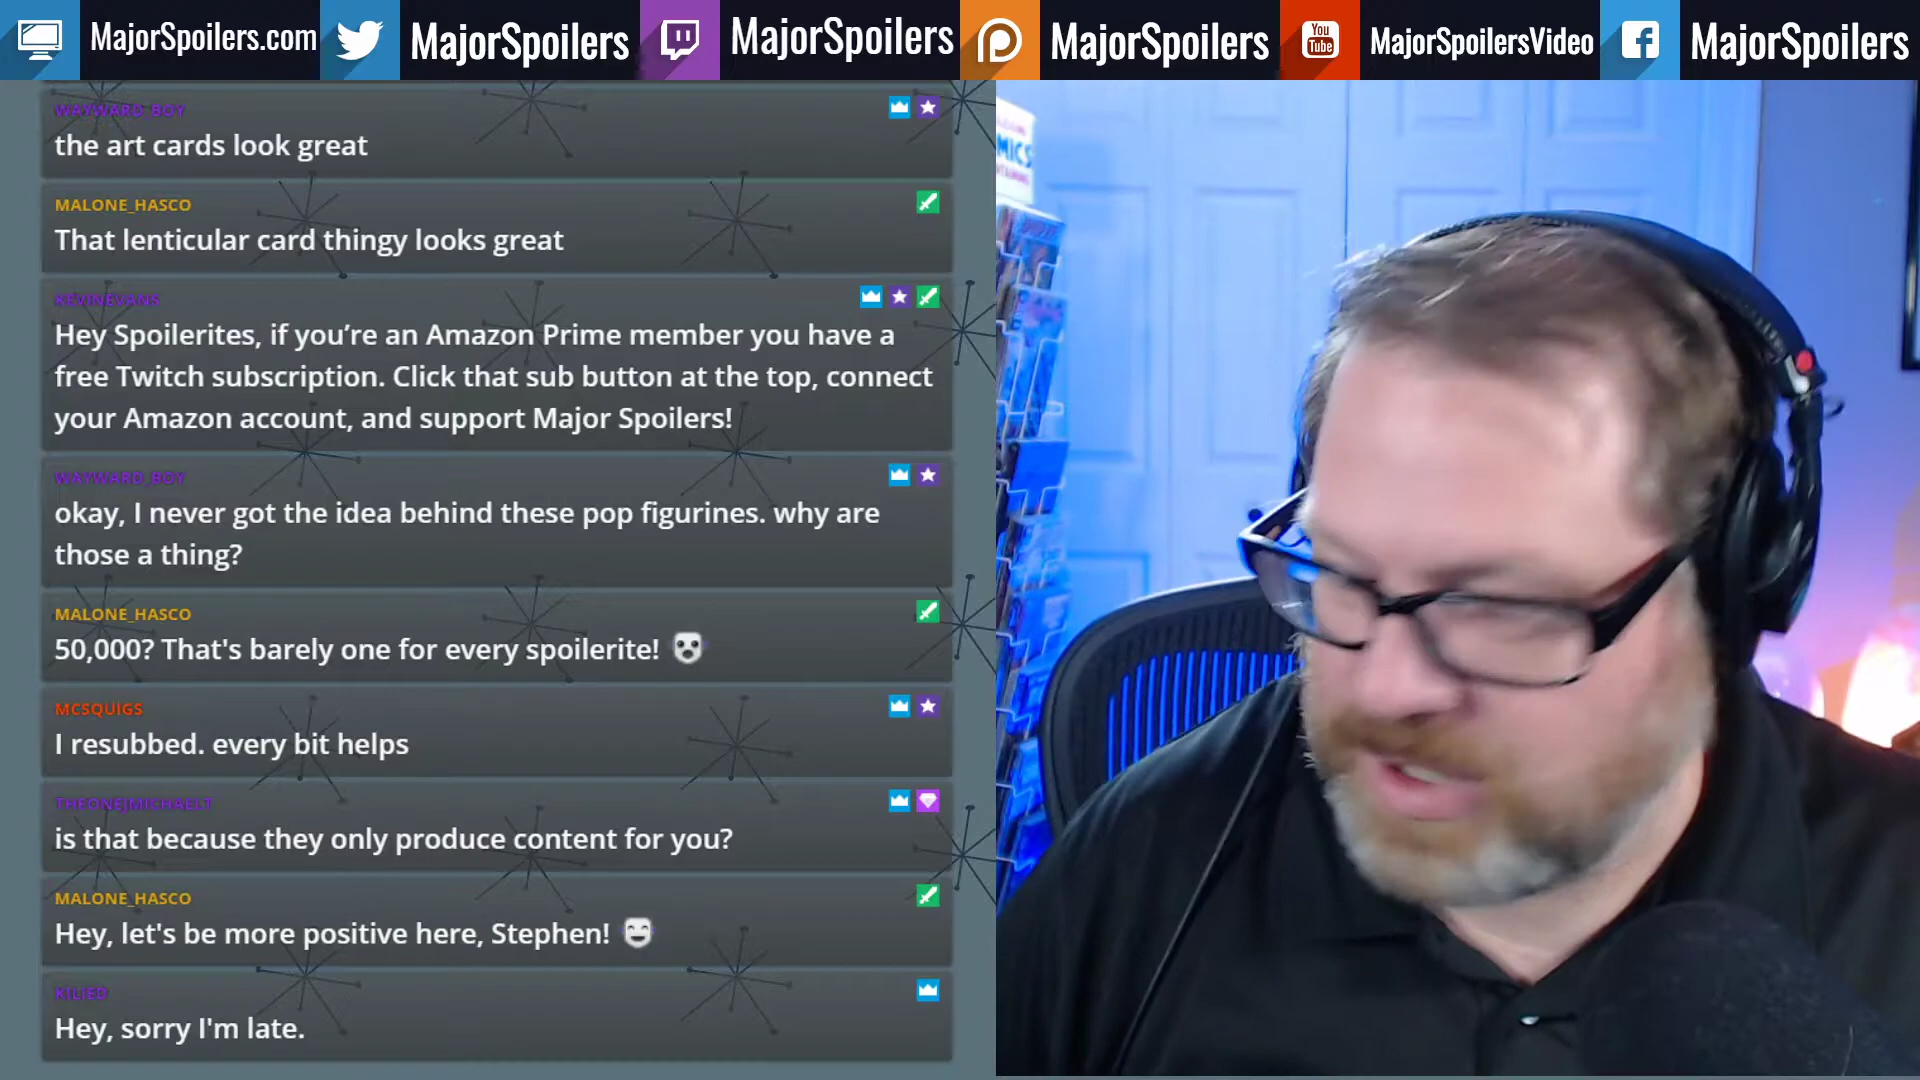 MajorSpoilers.com
MajorSpoilers
MajorSpoilers
MajorSpoilers
You Tube
MajorSpoilersVideo
MajorSpoilers
WAYWARD_BOY
the art cards look great
MALONE_HASCO
That lenticular card thingy looks great
KEVINEVANS
Hey Spoilerites, if you’re an Amazon Prime member you have a
free Twitch subscription. Click that sub button at the top, connect
your Amazon account, and support Major Spoilers!
WAYWARD_BOY
okay, I never got the idea behind these pop figurines. why are
those a thing?
MALONE_HASCO
50,000? That's barely one for every spoilerite!
MCSQUIGS
I resubbed. every bit helps
THEONEJMICHAELT
is that because they only produce content for you?
MALONE_HASCO
Hey, let's be more positive here, Stephen!
KILIED
Hey, sorry I'm late.